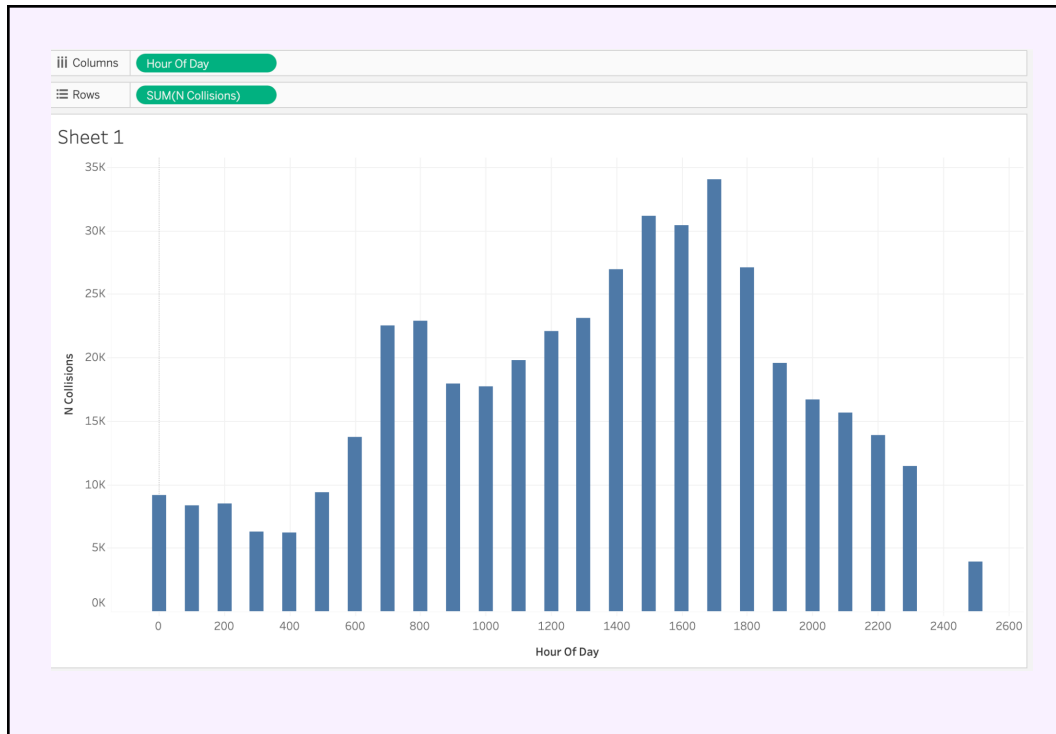 Columns
Hour Of Day
Rows
SUM(N Collisions)
Sheet 1
35K
30K
25K
20K
15K
10K
5K
0K
N Collisions
0 200 400 600 800 1000 1200 1400 1600 1800 2000 2200 2400 2600
Hour Of Day